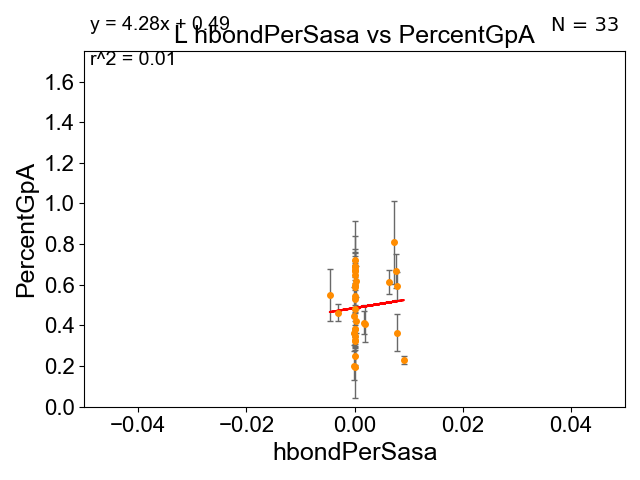 y = 4.28x + 0.49
N = 33
L hbondPerSasa vs PercentGpA
r^2 = 0.01
1.6
1.4
1.2
1.0
0.8
0.6
0.4
0.2
0.0
PercentGpA
−0.04 −0.02 0.00 0.02 0.04
hbondPerSasa